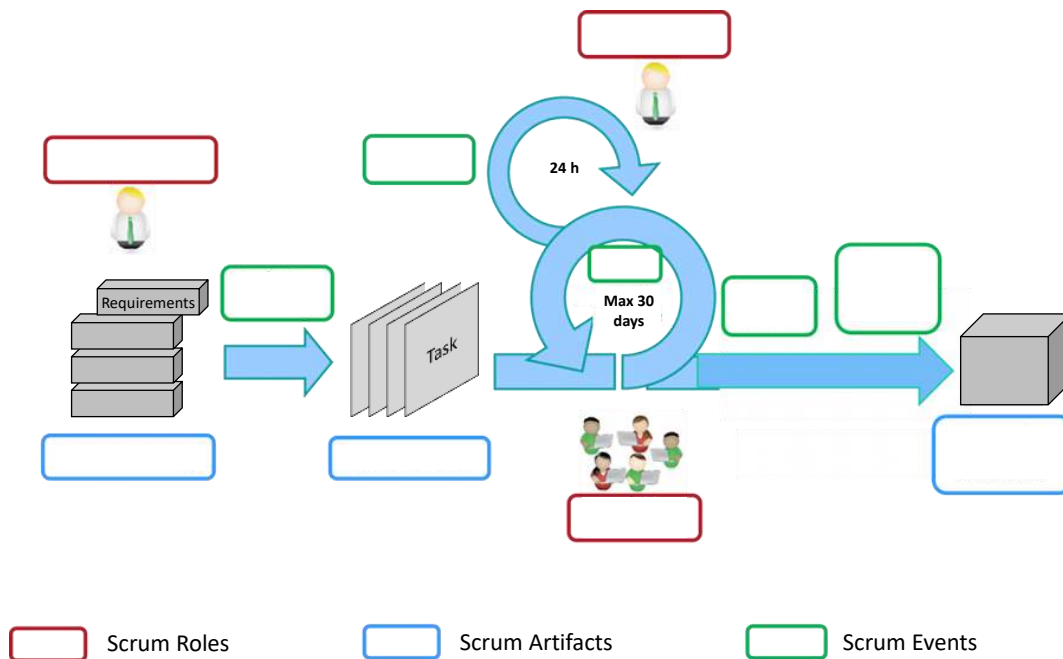 24 h
Requirements
Max 30
days
Task
Scrum Roles
Scrum Artifacts
Scrum Events